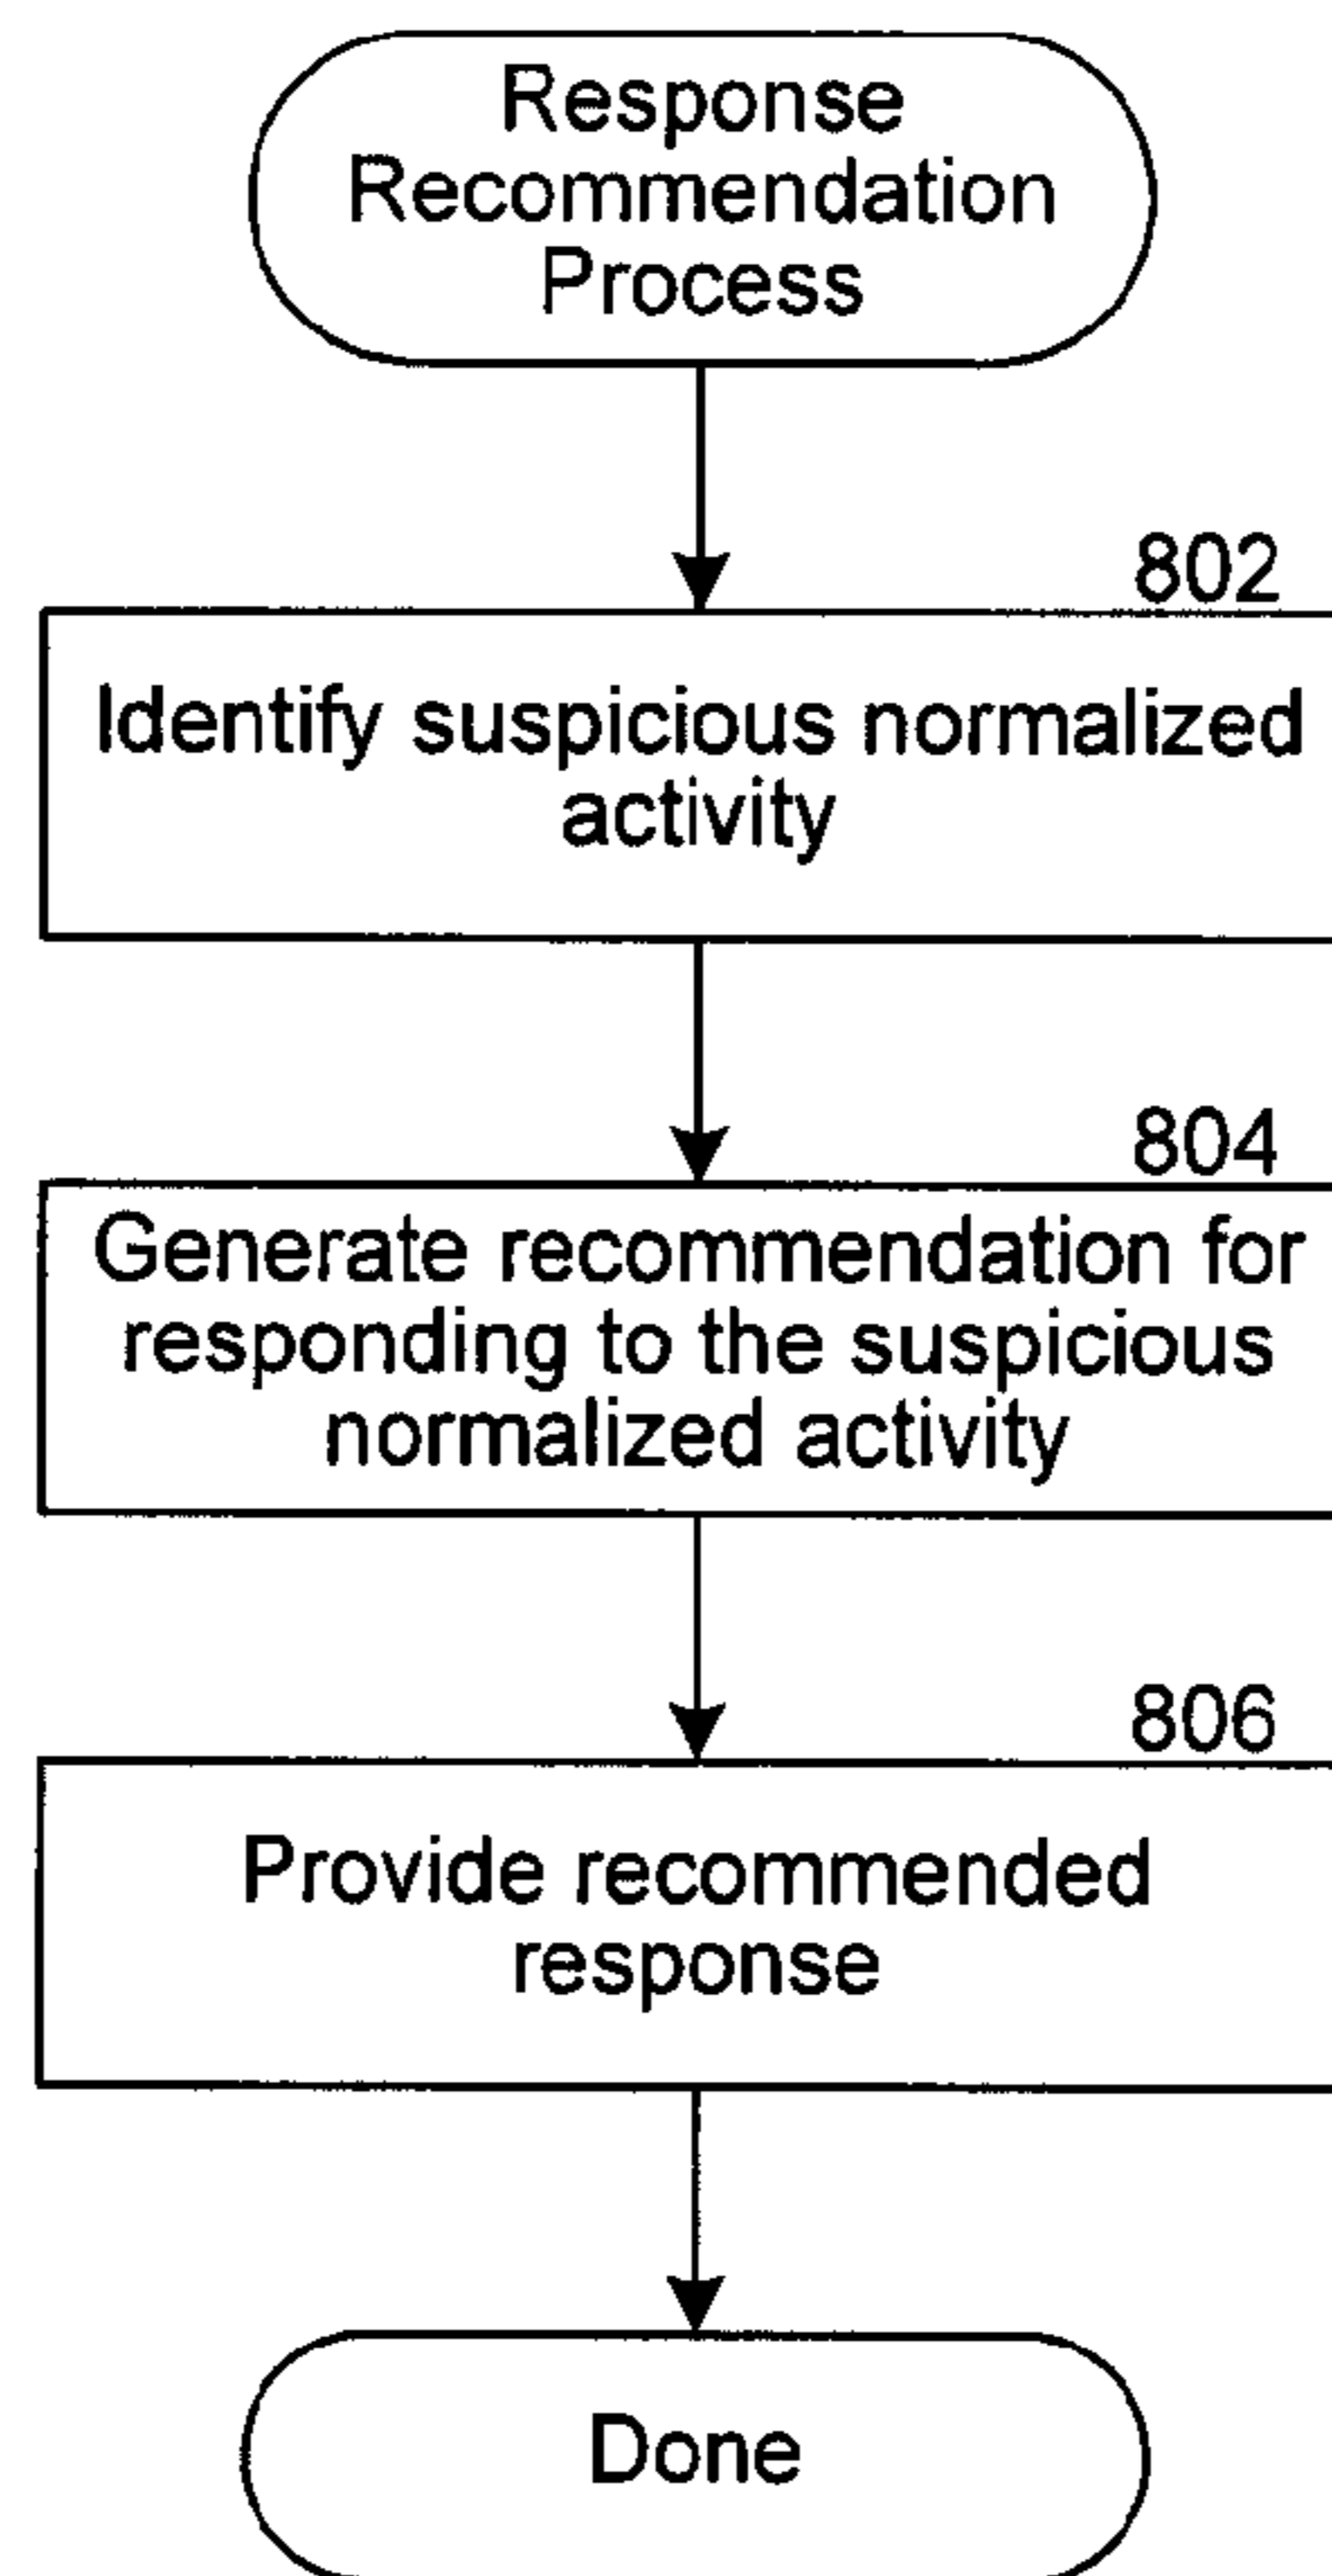 Response
Recommendation
Process
802
Identify suspicious normalized
activity
804
Generate recommendation for
responding to the suspicious
normalized activity
806
Provide recommended
response
Done